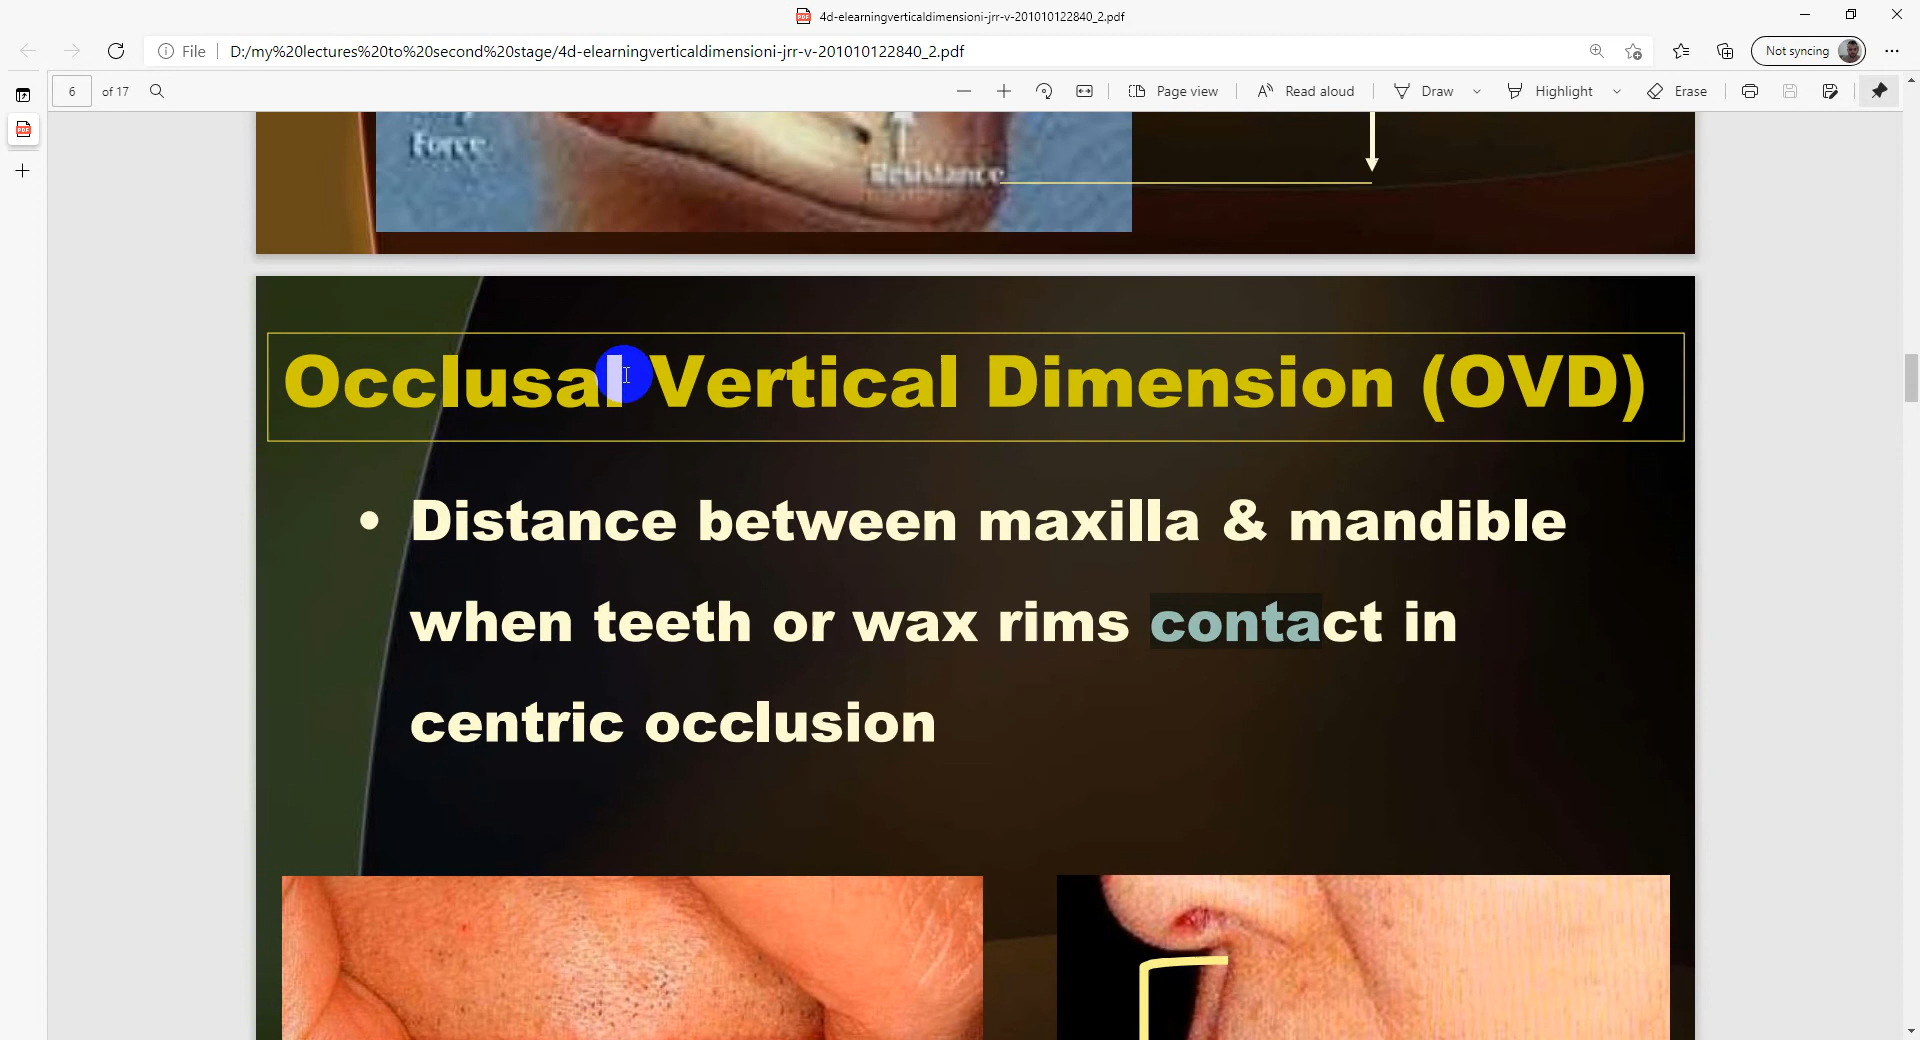 4d-elearningverticaldimensioni-jrr-v-201010122840_2.pdf
File
D:/my%20lectures%20to%20second%20stage/4d-elearningverticaldimensioni-jrr-v-201010122840_2.pdf
Not syncing
6 of 17
Page view
Read aloud
Draw
Highlight
Erase
Force
Resistance
Occlusal Vertical Dimension (OVD)
• Distance between maxilla & mandible
when teeth or wax rims contact in
centric occlusion